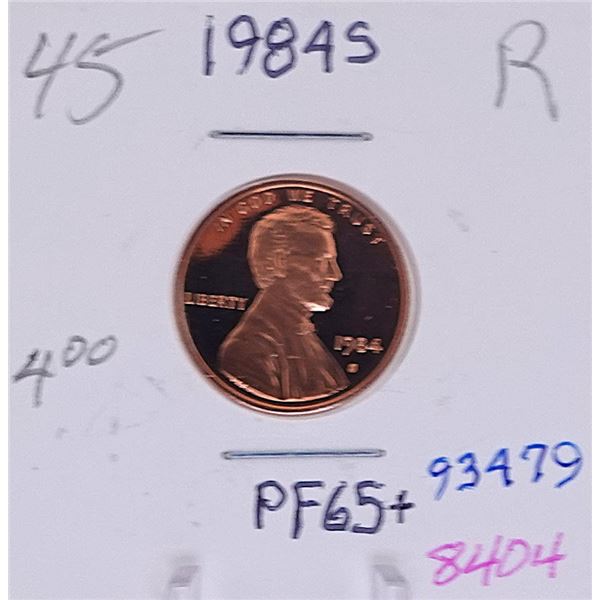 45 1984S R
IN GOD WE TRUST
LIBERTY
1984
S
4 00
PF65+
93479
8404